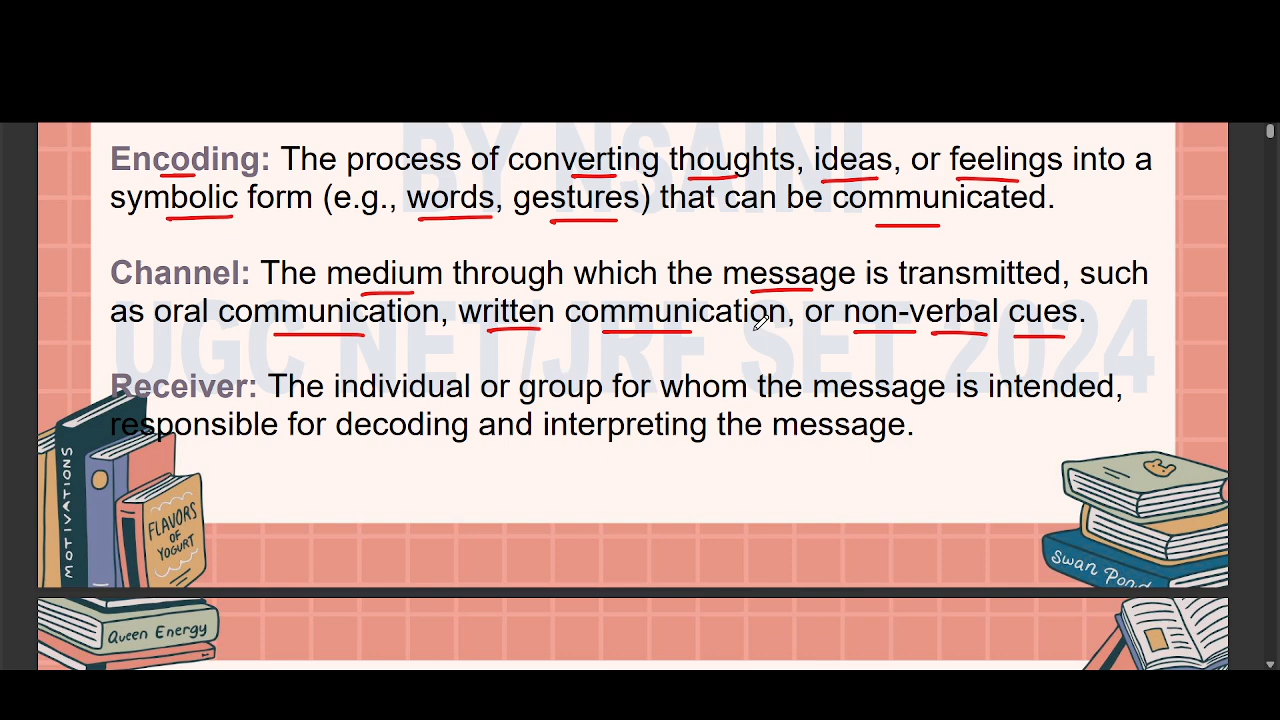 BY NSAINI
Encoding: The process of converting thoughts, ideas, or feelings into a
symbolic form (e.g., words, gestures) that can be communicated.
Channel: The medium through which the message is transmitted, such
as oral communication, written communication, or non-verbal cues.
UGC NET/JRF SET 2024
Receiver: The individual or group for whom the message is intended,
responsible for decoding and interpreting the message.
MOTIVATIONS
FLAVORS
OF
YOGURT
Swan Pond
Queen Energy